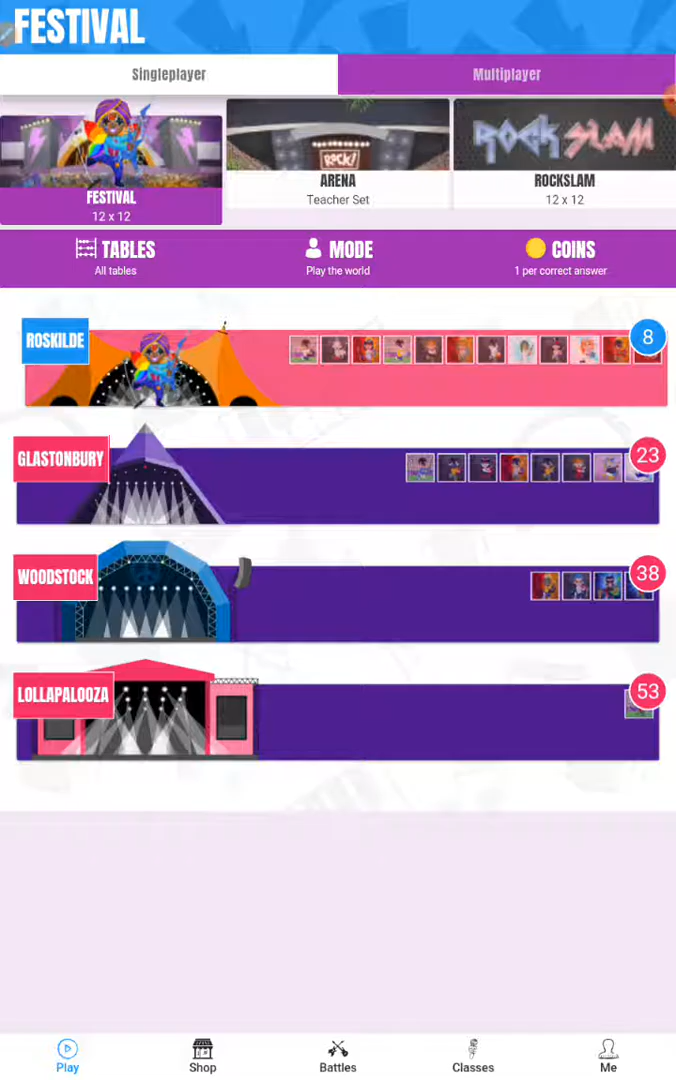 FESTIVAL
Singleplayer
Multiplayer
ROCK!
ROCK SLAM
FESTIVAL
12 x 12
ARENA
Teacher Set
ROCKSLAM
12 x 12
TABLES
All tables
MODE
Play the world
COINS
1 per correct answer
ROSKILDE
8
GLASTONBURY
23
WOODSTOCK
38
LOLLAPALOOZA
53
Play
Shop
Battles
Classes
Me